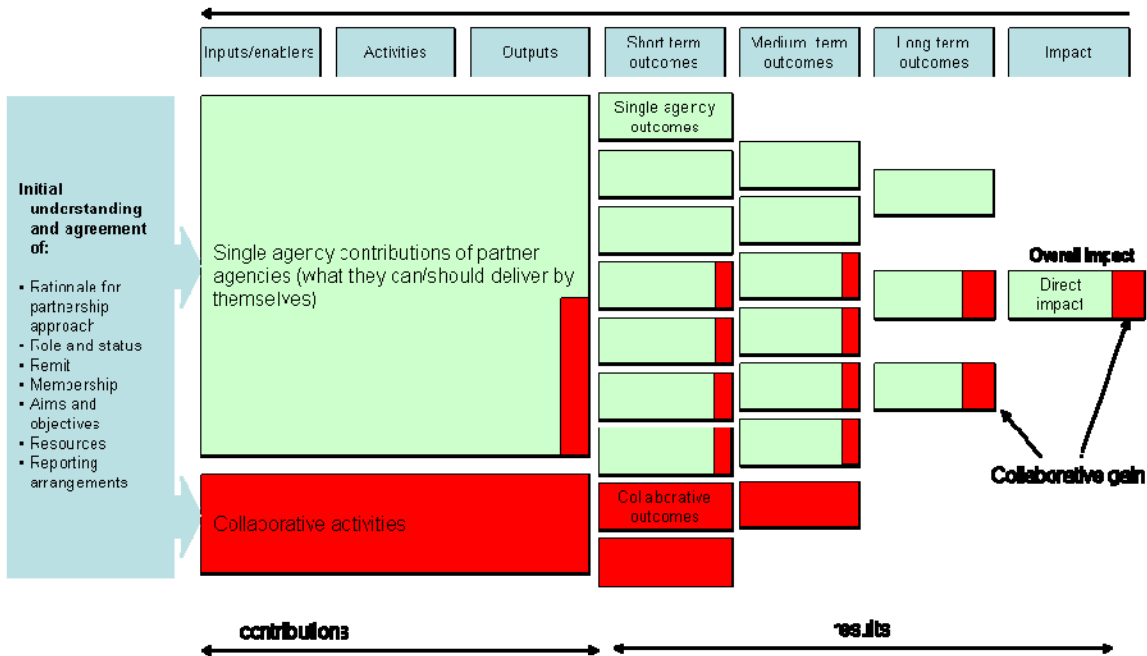 Inputs/enablers
Activities
Outputs
Short term
outcomes
Medium term
outcomes
Long term
outcomes
Impact
Initial
understanding
and agreement
of:
• Rationale for
partnership
approach
• Role and status
• Remit
• Membership
• Aims and
objectives
• Resources
• Reporting
arrangements
Single agency contributions of partner
agencies (what they can/should deliver by
themselves)
Collaborative activities
Single agency
outcomes
Collaborative
outcomes
Overall impact
Direct
impact
Collaborative gain
contributions
results